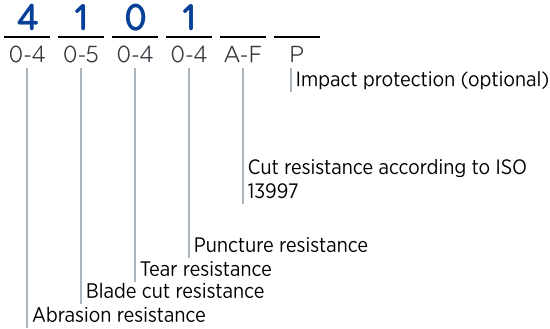 4 1 0 1
0-4 0-5 0-4 0-4 A-F P
Impact protection (optional)
Cut resistance according to ISO
13997
Puncture resistance
Tear resistance
Blade cut resistance
Abrasion resistance